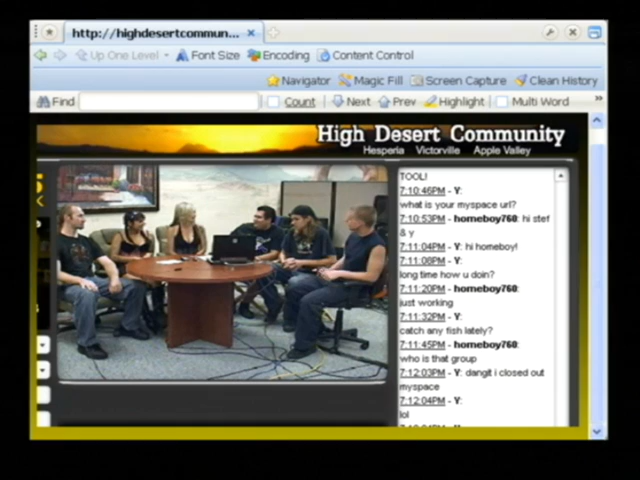 http://highdesertcommun...
Up One Level
Font Size
Encoding
Content Control
Navigator
Magic Fill
Screen Capture
Clean History
Find
Count
Next
Prev
Highlight
Multi Word
High Desert Community
Hesperia Victorville Apple Valley
TOOL!
7:10:46PM - Y:
what is your myspace url?
7:10:53PM - homeboy760: hi stef
& y
7:11:04PM - Y: hi homeboy!
7:11:08PM - Y:
long time how u doin?
7:11:20PM - homeboy760:
just working
7:11:32PM - Y:
catch any fish lately?
7:11:45PM - homeboy760:
who is that group
7:12:03PM - Y: dangit i closed out
myspace
7:12:04PM - Y:
lol